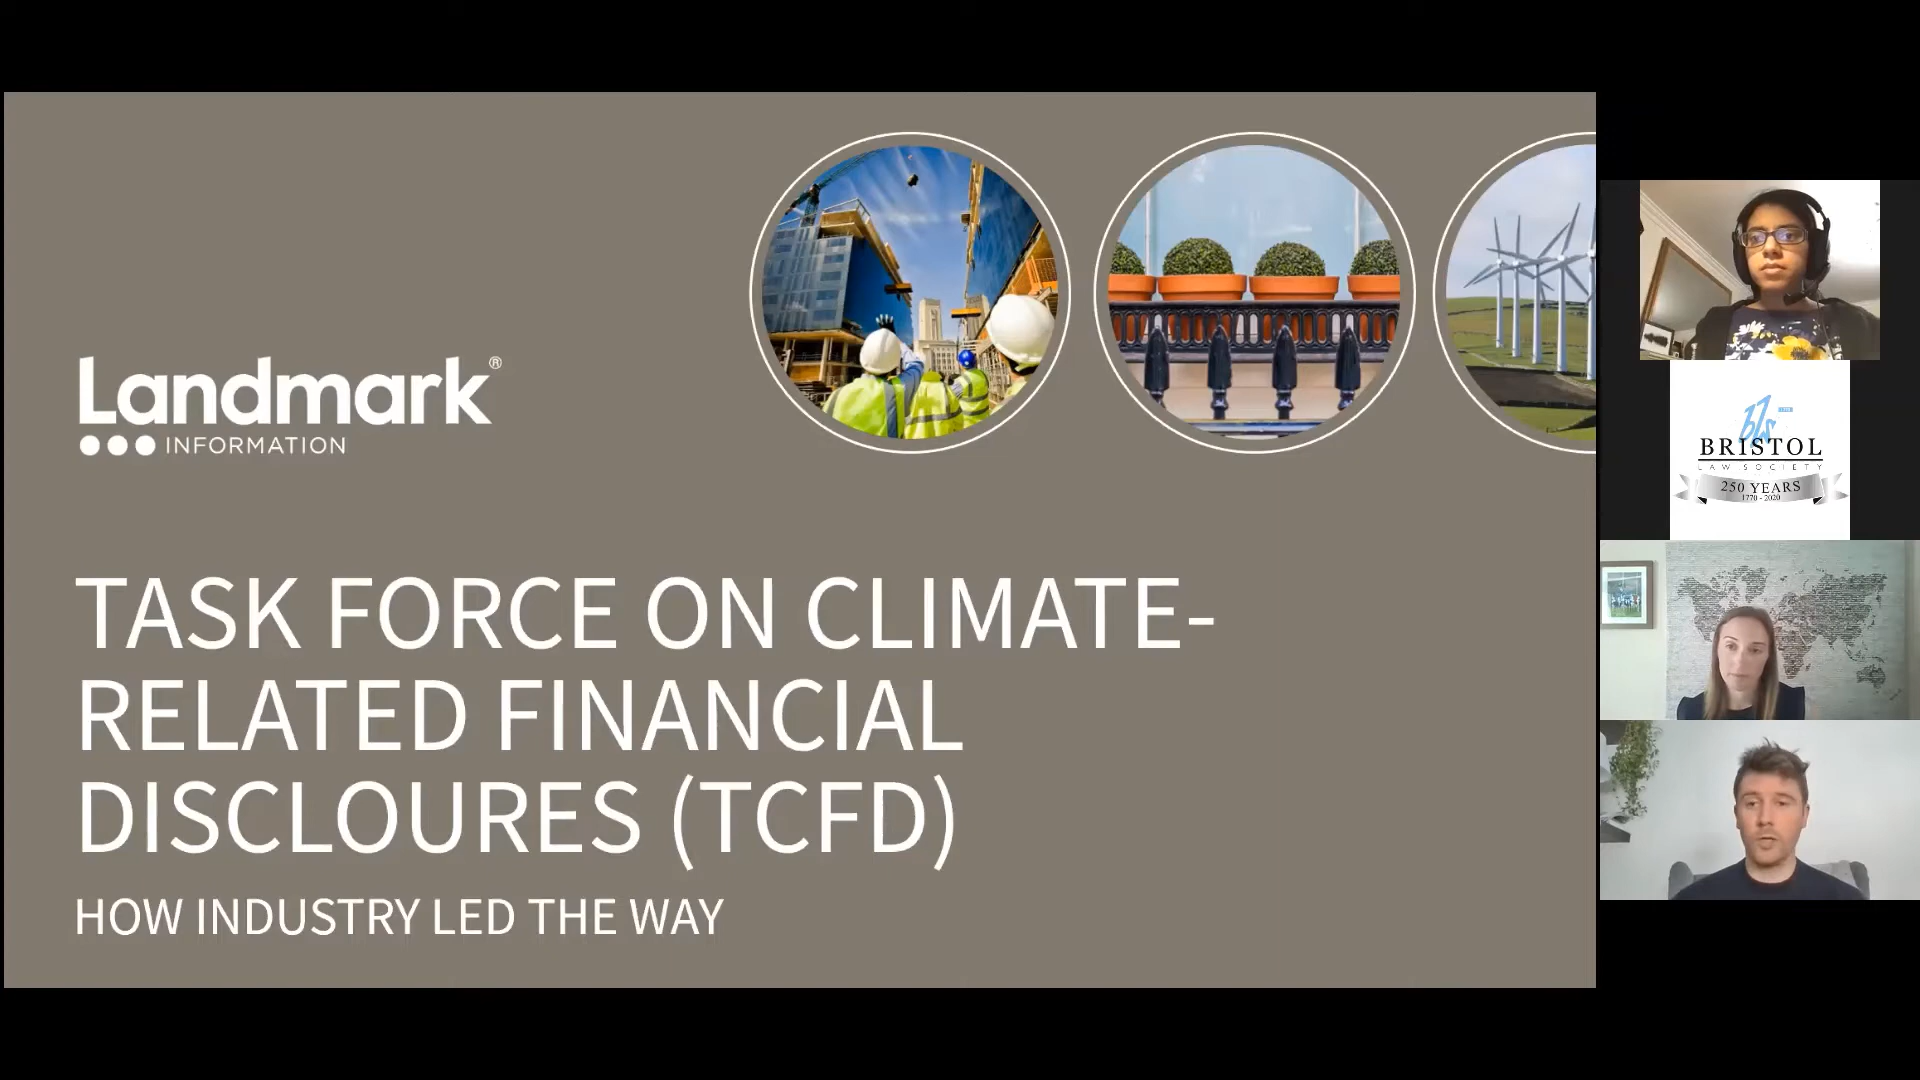 Landmark®
INFORMATION
TASK FORCE ON CLIMATE-
RELATED FINANCIAL
DISCLOURES (TCFD)
HOW INDUSTRY LED THE WAY
bls
BRISTOL
LAW SOCIETY
250 YEARS
1770 - 2020